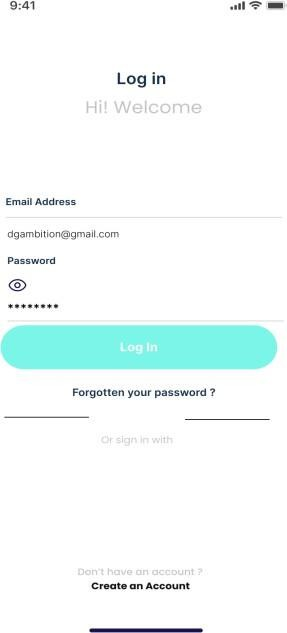 9:41
Log in
Hi! Welcome
Email Address
dgambition@gmail.com
Password
********
Log In
Forgotten your password ?
Or sign in with
Don't have an account ?
Create an Account